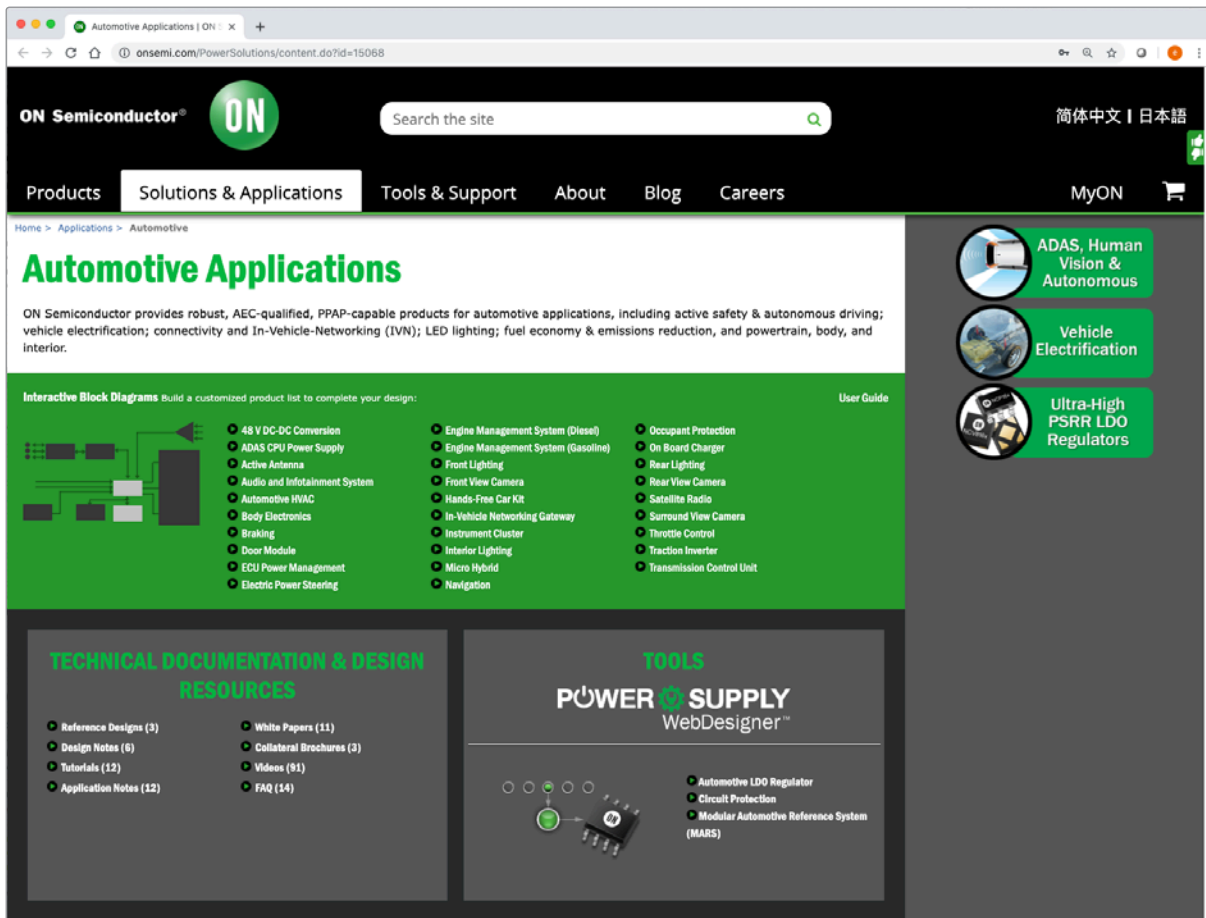 Automotive Applications | ON
onsemi.com/PowerSolutions/content.do?id=15068
ON Semiconductor®
ON
Search the site
简体中文 | 日本語
Products
Solutions & Applications
Tools & Support
About
Blog
Careers
MyON
Home > Applications > Automotive
Automotive Applications
ON Semiconductor provides robust, AEC-qualified, PPAP-capable products for automotive applications, including active safety & autonomous driving;
vehicle electrification; connectivity and In-Vehicle-Networking (IVN); LED lighting; fuel economy & emissions reduction, and powertrain, body, and
interior.
ADAS, Human
Vision &
Autonomous
Vehicle
Electrification
Ultra-High
PSRR LDO
Regulators
Interactive Block Diagrams Build a customized product list to complete your design:
User Guide
48 V DC-DC Conversion
ADAS CPU Power Supply
Active Antenna
Audio and Infotainment System
Automotive HVAC
Body Electronics
Braking
Door Module
ECU Power Management
Electric Power Steering
Engine Management System (Diesel)
Engine Management System (Gasoline)
Front Lighting
Front View Camera
Hands-Free Car Kit
In-Vehicle Networking Gateway
Instrument Cluster
Interior Lighting
Micro Hybrid
Navigation
Occupant Protection
On Board Charger
Rear Lighting
Rear View Camera
Satellite Radio
Surround View Camera
Throttle Control
Traction Inverter
Transmission Control Unit
TECHNICAL DOCUMENTATION & DESIGN
RESOURCES
Reference Designs (3)
Design Notes (6)
Tutorials (12)
Application Notes (12)
White Papers (11)
Collateral Brochures (3)
Videos (91)
FAQ (14)
TOOLS
POWER SUPPLY
WebDesigner™
ON
Automotive LDO Regulator
Circuit Protection
Modular Automotive Reference System
(MARS)